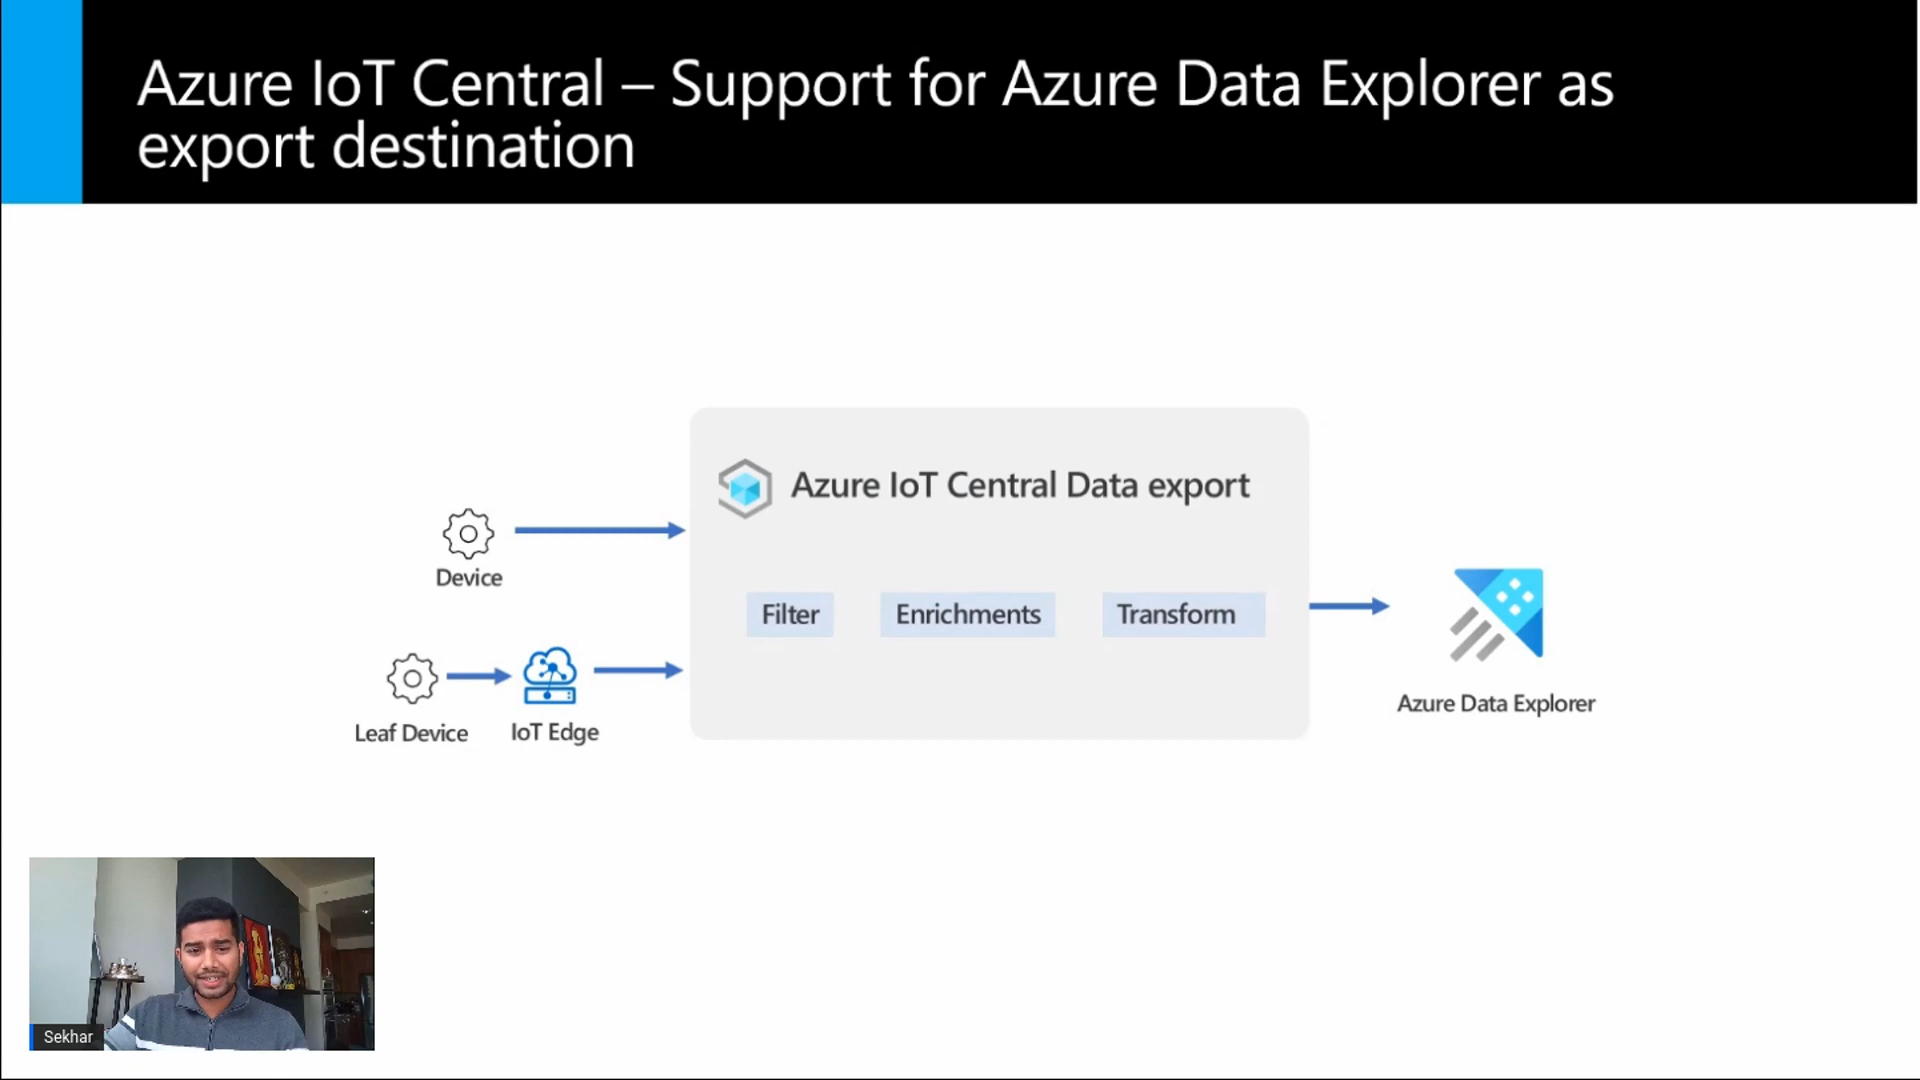 Azure IoT Central – Support for Azure Data Explorer as
export destination
Azure IoT Central Data export
Device
Filter
Enrichments
Transform
Leaf Device
IoT Edge
Azure Data Explorer
Sekhar